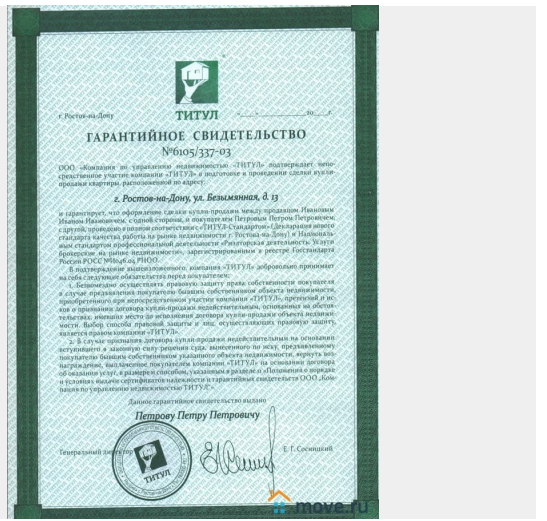 г. Ростов-на-Дону
20 г.
ТИТУЛ
ГАРАНТИЙНОЕ СВИДЕТЕЛЬСТВО
№6105/337-03
ООО «Компания по управлению недвижимостью «ТИТУЛ» подтверждает непо-
средственное участие компании «ТИТУЛ» в подготовке и проведении сделки купли-
продажи квартиры, расположенной по адресу:
г. Ростов-на-Дону, ул. Безымянная, д. 13
и гарантирует, что оформление сделки купли-продажи между продавцом Ивановым
Иваном Ивановичем, с одной стороны, и покупателем Петровым Петром Петровичем,
с другой, проведено в полном соответствии с «ТИТУЛ-Стандартом» (Декларация нового
стандарта качества работы на рынке недвижимости г. Ростова-на-Дону) и Националь-
ным стандартом профессиональной деятельности «Риэлторская деятельность. Услуги
брокерские на рынке недвижимости», зарегистрированным в реестре Госстандарта
России РОСС RU РНОО.
В подтверждение вышеизложенного, компания «ТИТУЛ» добровольно принимает
на себя следующие обязательства перед покупателем:
1. Безвозмездно осуществлять правовую защиту права собственности покупателя
в случае предъявления покупателю бывшим собственником объекта недвижимости,
приобретенного при непосредственном участии компании «ТИТУЛ», претензий и ис-
ков о признании договора купли-продажи недействительным, основанных на обстоя-
тельствах, имевших место до исполнения договора купли-продажи объекта недвижи-
мости. Выбор способа правовой защиты и лиц, осуществляющих правовую защиту,
является правом компании «ТИТУЛ».
2. В случае признания договора купли-продажи недействительным на основании
вступившего в законную силу решения суда, вынесенного по иску, предъявленному
покупателю бывшим собственником указанного объекта недвижимости, вернуть воз-
награждение, выплаченное покупателем компании «ТИТУЛ» на основании договора
об оказании услуг, в размере и способом, указанным в разделе 11 «Положения о порядке
и условиях выдачи сертификатов надежности и гарантийных свидетельств ООО «Ком-
пания по управлению недвижимостью ТИТУЛ».
Данное гарантийное свидетельство выдано
Петрову Петру Петровичу
Генеральный директор
Е. Г. Сосницкий
ТИТУЛ
move.ru